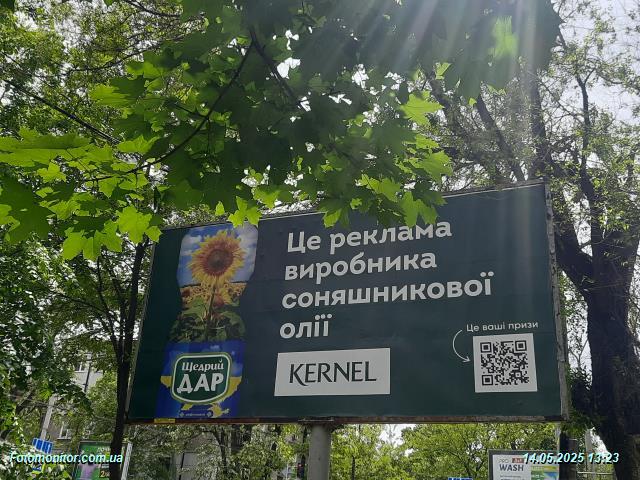 Це реклама
виробника
соняшникової
олії
KERNEL
Це ваші призи
Щедрий
ДАР
WASH
Fotomonitor.com.ua
14.05.2025 13:23